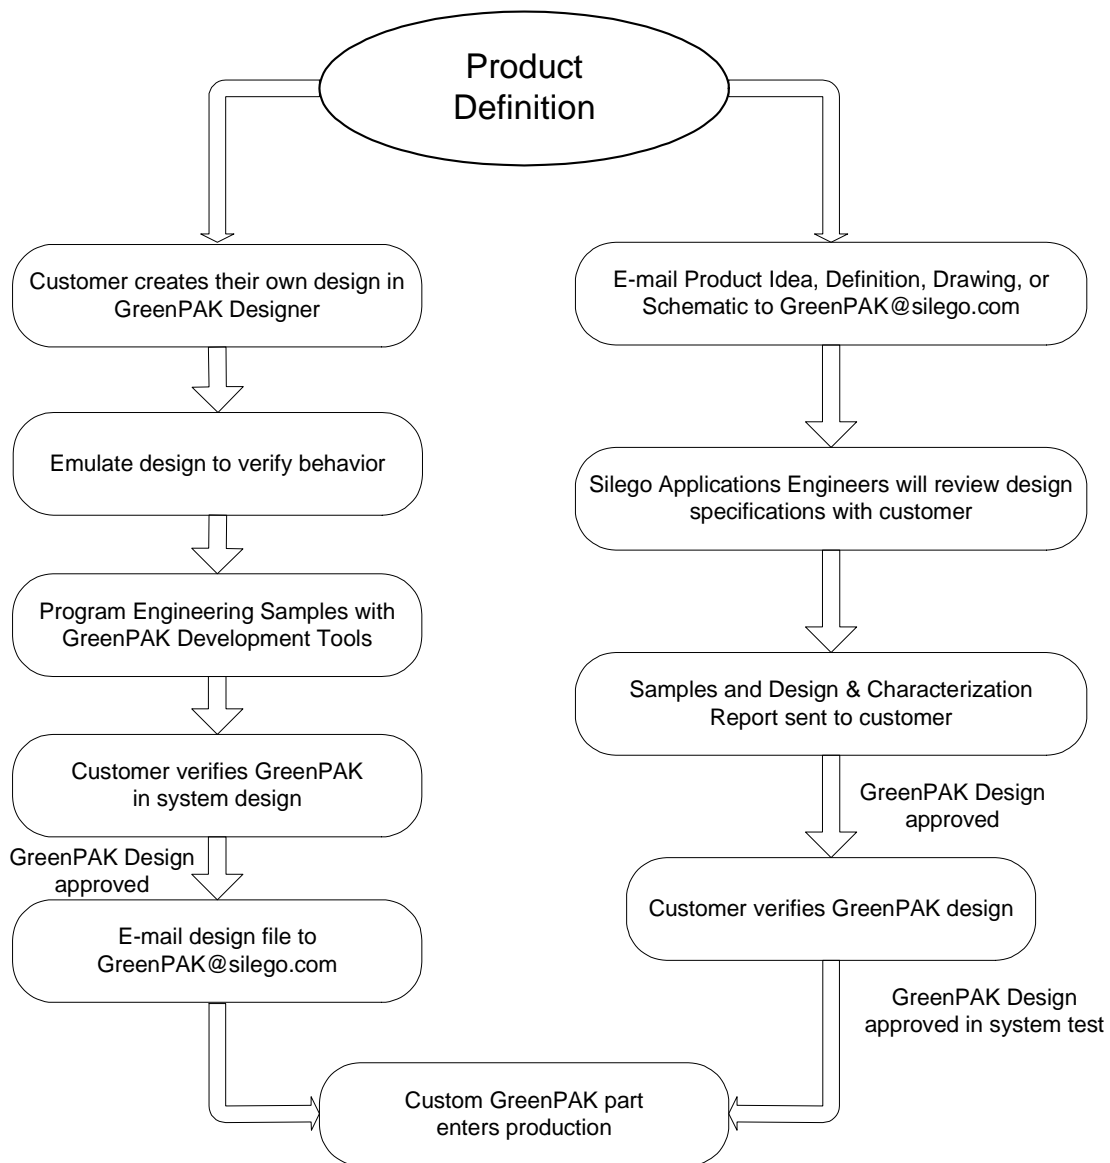 Product
Definition
Customer creates their own design in
GreenPAK Designer
Emulate design to verify behavior
Program Engineering Samples with
GreenPAK Development Tools
Customer verifies GreenPAK
in system design
GreenPAK Design
approved
E-mail design file to
GreenPAK@silego.com
E-mail Product Idea, Definition, Drawing, or
Schematic to GreenPAK@silego.com
Silego Applications Engineers will review design
specifications with customer
Samples and Design & Characterization
Report sent to customer
GreenPAK Design
approved
Customer verifies GreenPAK design
GreenPAK Design
approved in system test
Custom GreenPAK part
enters production